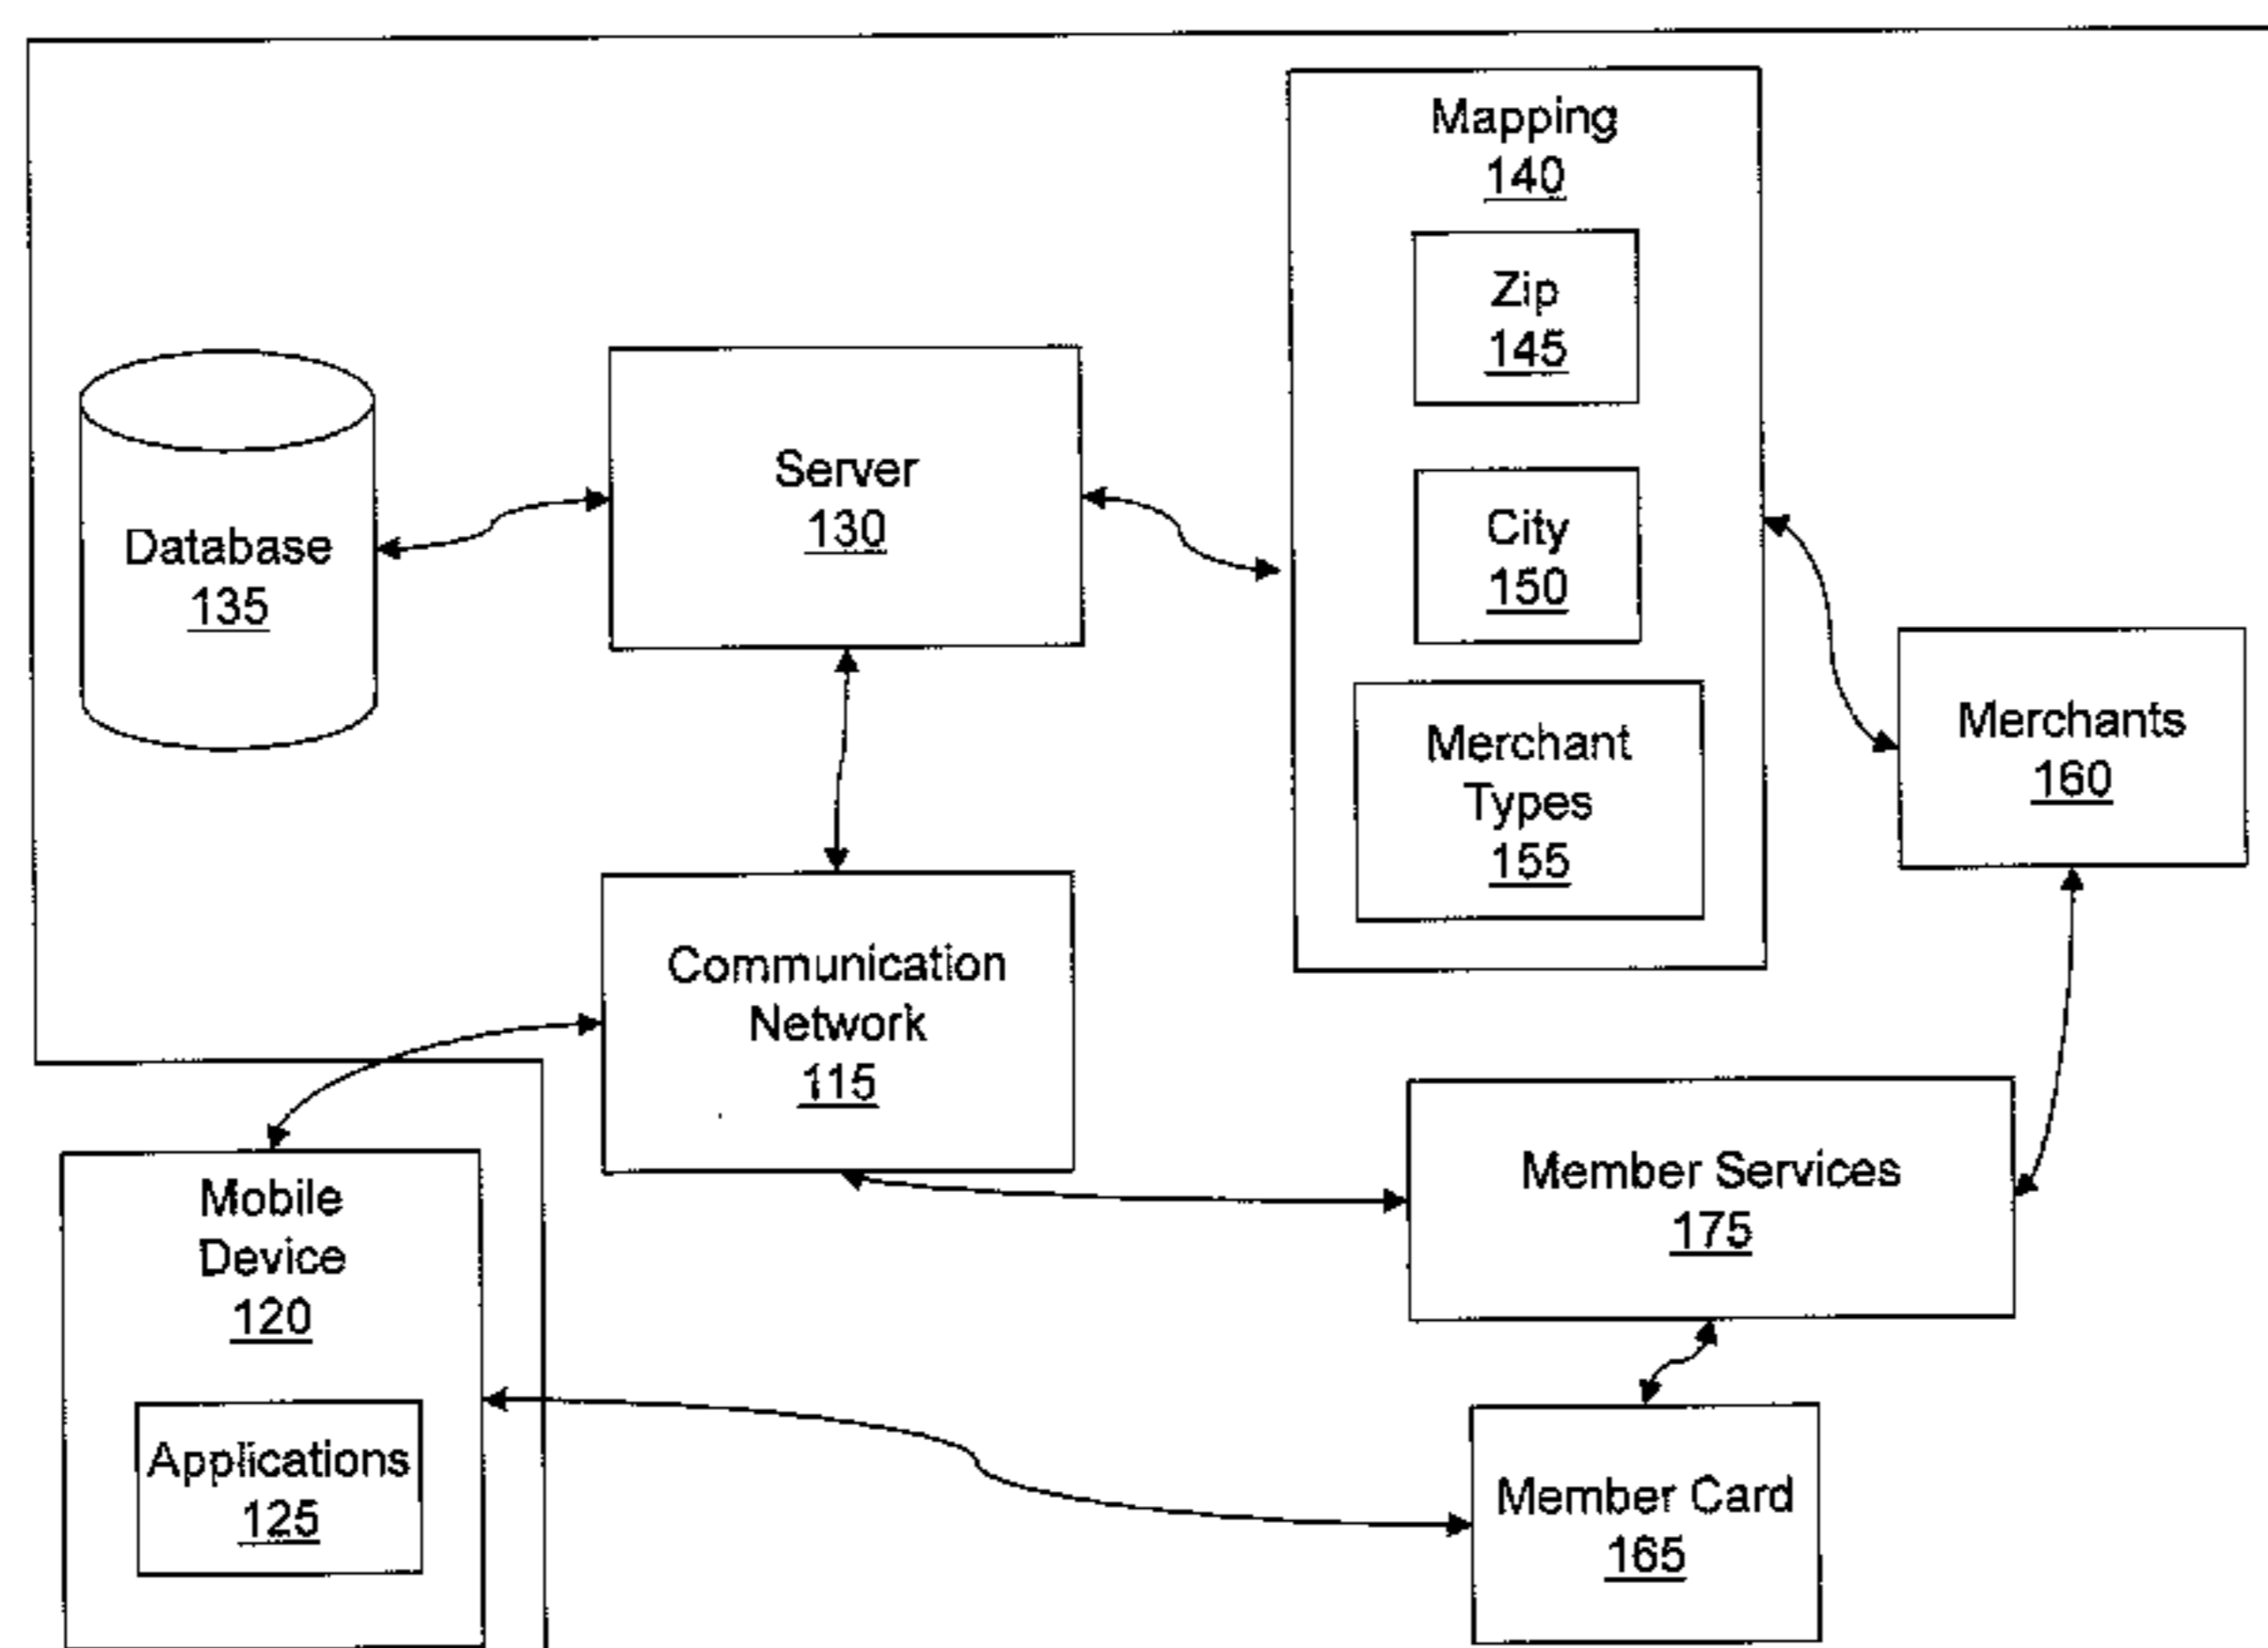 Mapping
140
Zip
145
Server
130
City
150
Database
135
Merchant
Types
155
Merchants
160
Communication
Network
115
Member Services
175
Mobile
Device
120
Applications
125
Member Card
165